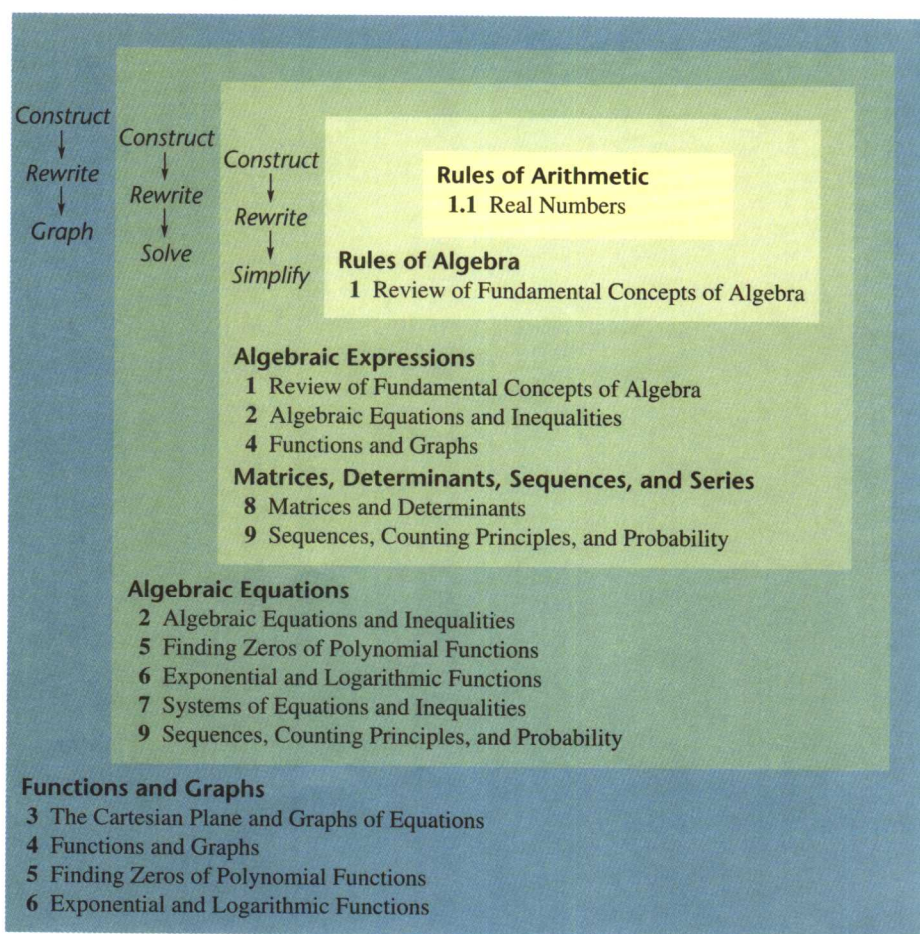 Construct
Rewrite
Graph
Construct
Rewrite
Solve
Construct
Rewrite
Simplify
Rules of Arithmetic
1.1 Real Numbers
Rules of Algebra
1 Review of Fundamental Concepts of Algebra
Algebraic Expressions
1 Review of Fundamental Concepts of Algebra
2 Algebraic Equations and Inequalities
4 Functions and Graphs
Matrices, Determinants, Sequences, and Series
8 Matrices and Determinants
9 Sequences, Counting Principles, and Probability
Algebraic Equations
2 Algebraic Equations and Inequalities
5 Finding Zeros of Polynomial Functions
6 Exponential and Logarithmic Functions
7 Systems of Equations and Inequalities
9 Sequences, Counting Principles, and Probability
Functions and Graphs
3 The Cartesian Plane and Graphs of Equations
4 Functions and Graphs
5 Finding Zeros of Polynomial Functions
6 Exponential and Logarithmic Functions